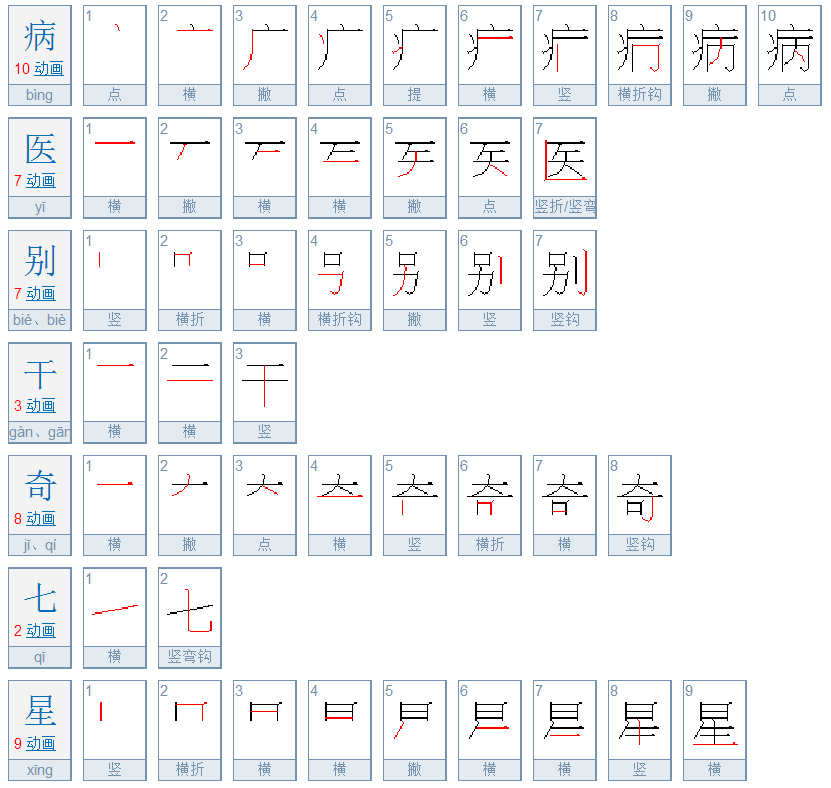 病 1 2 3 4 5 6 7 8 9 10
10 动画
bìng 点 横 撇 点 提 横 竖 横折钩 撇 点
医 1 2 3 4 5 6 7
7 动画
yī 横 撇 横 横 撇 点 竖折/竖弯
别 1 2 3 4 5 6 7
7 动画
bié、biè 竖 横折 横 横折钩 撇 竖 竖钩
干 1 2 3
3 动画
gàn、gān 横 横 竖
奇 1 2 3 4 5 6 7 8
8 动画
jī、qí 横 撇 点 横 竖 横折 横 竖钩
七 1 2
2 动画
qī 横 竖弯钩
星 1 2 3 4 5 6 7 8 9
9 动画
xīng 竖 横折 横 横 撇 横 横 竖 横